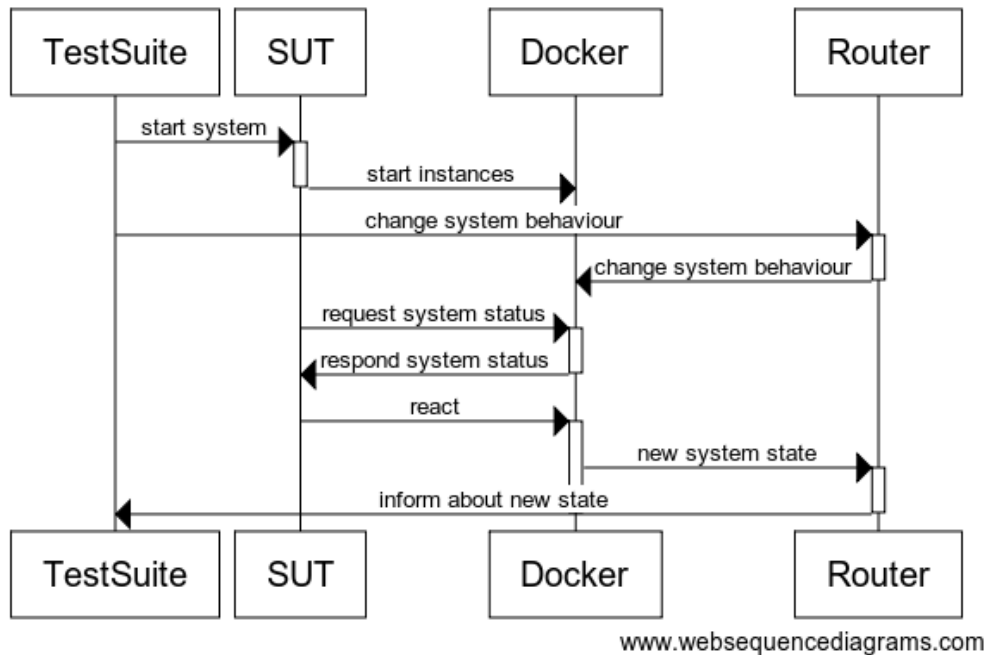 TestSuite
SUT
Docker
Router
start system
start instances
change system behaviour
change system behaviour
request system status
respond system status
react
new system state
inform about new state
TestSuite
SUT
Docker
Router
www.websequencediagrams.com